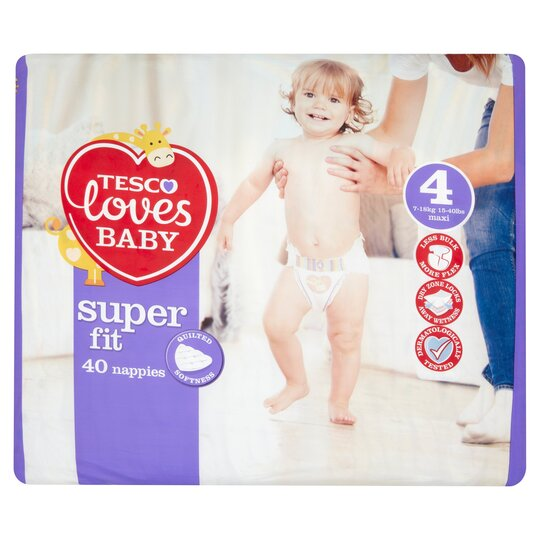 TESCO
loves
BABY
super
fit
40 nappies
QUILTED
SOFTNESS
4
7-18kg 15-40lbs
maxi
LESS BULK
MORE FLEX
DRY ZONE LOCKS
AWAY WETNESS
DERMATOLOGICALLY
TESTED